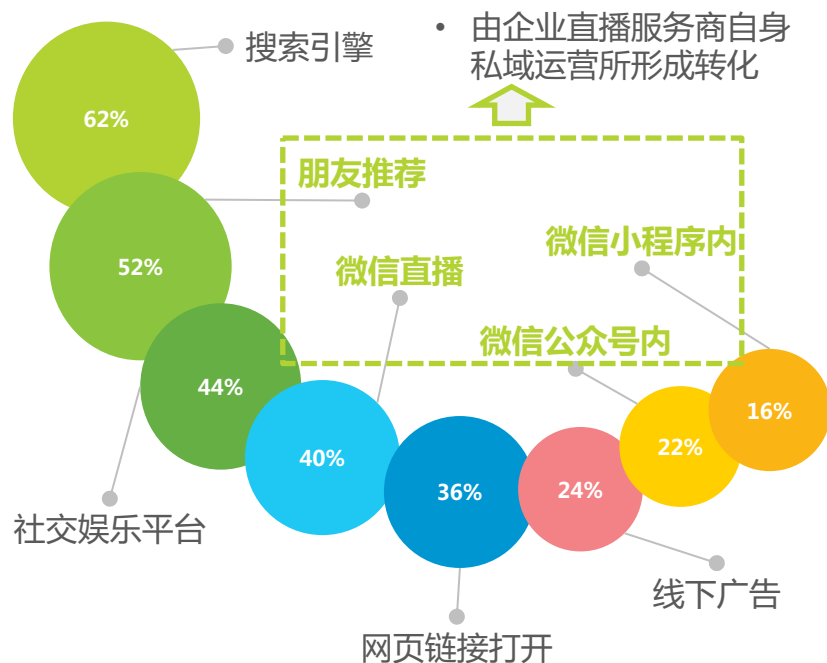 搜索引擎
• 由企业直播服务商自身
私域运营所形成转化
62%
朋友推荐
52%
微信小程序内
微信直播
微信公众号内
44%
16%
40%
22%
36%
24%
社交娱乐平台
线下广告
网页链接打开